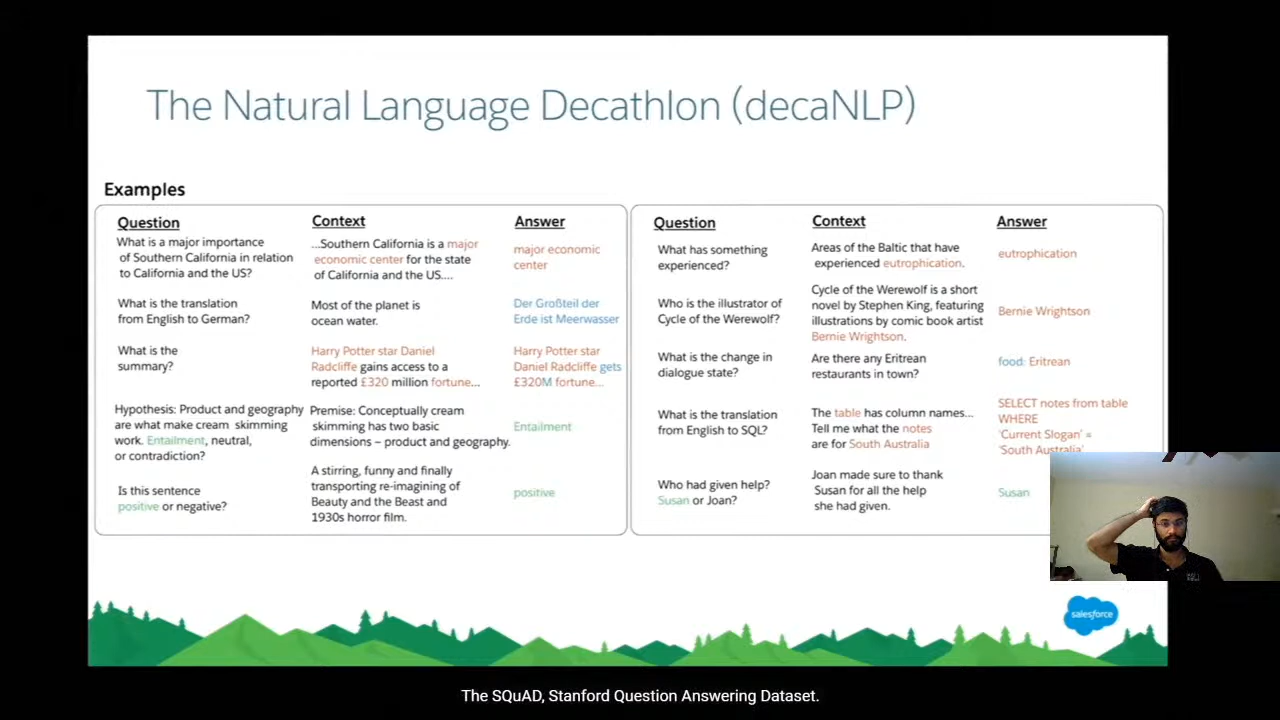 The Natural Language Decathlon (decaNLP)
Examples
Question
Context
Answer
What is a major importance
of Southern California in relation
to California and the US?
...Southern California is a major
economic center for the state
of California and the US....
major economic
center
What is the translation
from English to German?
Most of the planet is
ocean water.
Der Großteil der
Erde ist Meerwasser
What is the
summary?
Harry Potter star Daniel
Radcliffe gains access to a
reported £320 million fortune...
Harry Potter star
Daniel Radcliffe gets
£320M fortune...
Hypothesis: Product and geography
are what make cream skimming
work. Entailment, neutral,
or contradiction?
Premise: Conceptually cream
skimming has two basic
dimensions – product and geography.
Entailment
Is this sentence
positive or negative?
A stirring, funny and finally
transporting re-imagining of
Beauty and the Beast and
1930s horror film.
positive
Question
Context
Answer
What has something
experienced?
Areas of the Baltic that have
experienced eutrophication.
eutrophication
Who is the illustrator of
Cycle of the Werewolf?
Cycle of the Werewolf is a short
novel by Stephen King, featuring
illustrations by comic book artist
Bernie Wrightson.
Bernie Wrightson
What is the change in
dialogue state?
Are there any Eritrean
restaurants in town?
food: Eritrean
What is the translation
from English to SQL?
The table has column names...
Tell me what the notes
are for South Australia
SELECT notes from table
WHERE
'Current Slogan' =
'South Australia'
Who had given help?
Susan or Joan?
Joan made sure to thank
Susan for all the help
she had given.
Susan
salesforce
The SQuAD, Stanford Question Answering Dataset.